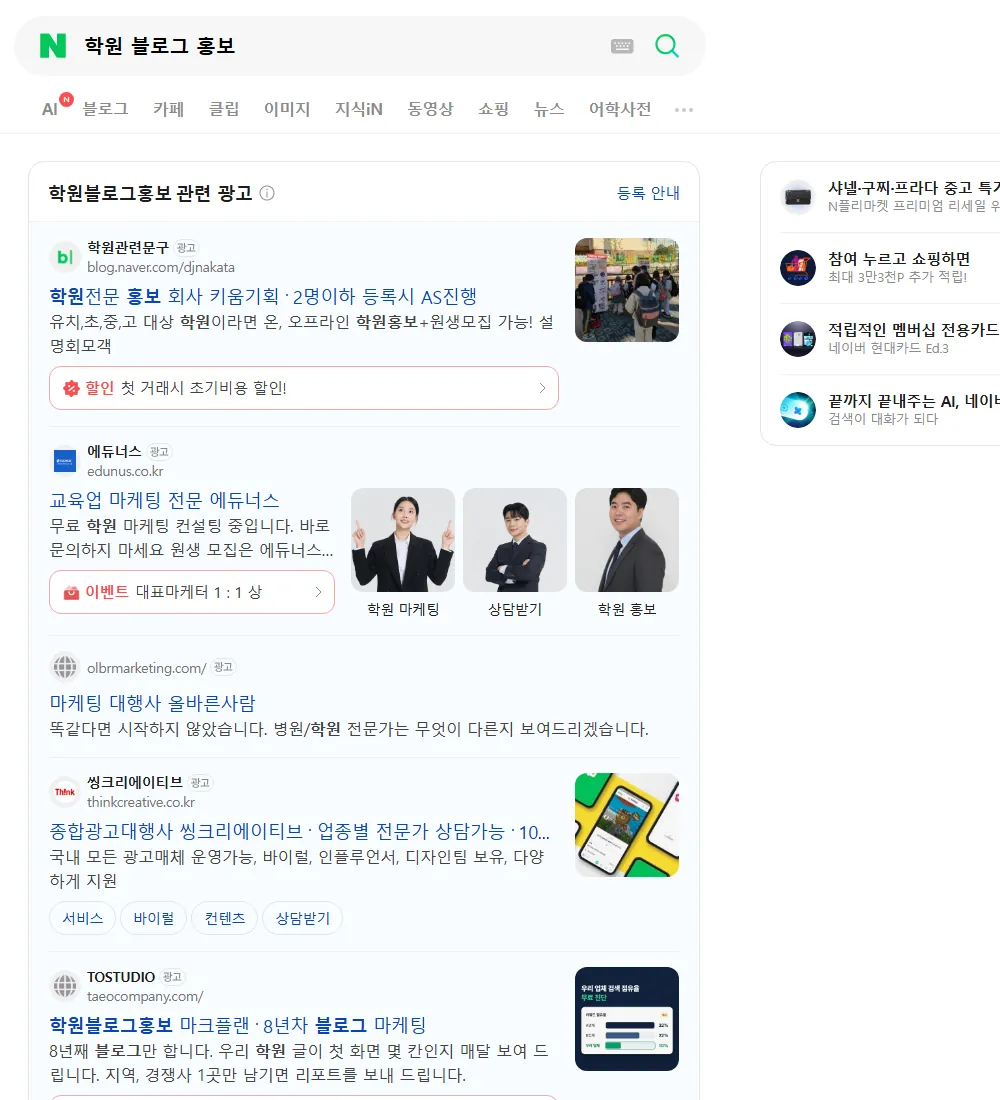 학원 블로그 홍보
AI N 블로그 카페 클립 이미지 지식iN 동영상 쇼핑 뉴스 어학사전
학원블로그홍보 관련 광고
등록 안내
학원관련문구 광고
blog.naver.com/djnakata
학원전문 홍보 회사 키움기획 · 2명이하 등록시 AS진행
유치,초,중,고 대상 학원이라면 온, 오프라인 학원홍보+원생모집 가능! 설
명회모객
할인 첫 거래시 초기비용 할인!
에듀너스 광고
edunus.co.kr
교육업 마케팅 전문 에듀너스
무료 학원 마케팅 컨설팅 중입니다. 바로
문의하지 마세요 원생 모집은 에듀너스...
이벤트 대표마케터 1 : 1 상
학원 마케팅
상담받기
학원 홍보
olbrmarketing.com/ 광고
마케팅 대행사 올바른사람
똑같다면 시작하지 않았습니다. 병원/학원 전문가는 무엇이 다른지 보여드리겠습니다.
Think
씽크리에이티브 광고
thinkcreative.co.kr
종합광고대행사 씽크리에이티브 · 업종별 전문가 상담가능 · 10...
국내 모든 광고매체 운영가능, 바이럴, 인플루언서, 디자인팀 보유, 다양
하게 지원
서비스 바이럴 컨텐츠 상담받기
TOSTUDIO 광고
taeocompany.com/
학원블로그홍보 마크플랜 · 8년차 블로그 마케팅
8년째 블로그만 합니다. 우리 학원 글이 첫 화면 몇 칸인지 매달 보여 드
립니다. 지역, 경쟁사 1곳만 남기면 리포트를 보내 드립니다.
우리 업체 검색 점유율
무료 진단
샤넬·구찌·프라다 중고 특가
N플리마켓 프리미엄 리세일 위
참여 누르고 쇼핑하면
최대 3만3천P 추가 적립!
적립적인 멤버십 전용카드
네이버 현대카드 Ed.3
끝까지 끝내주는 AI, 네이버
검색이 대화가 되다